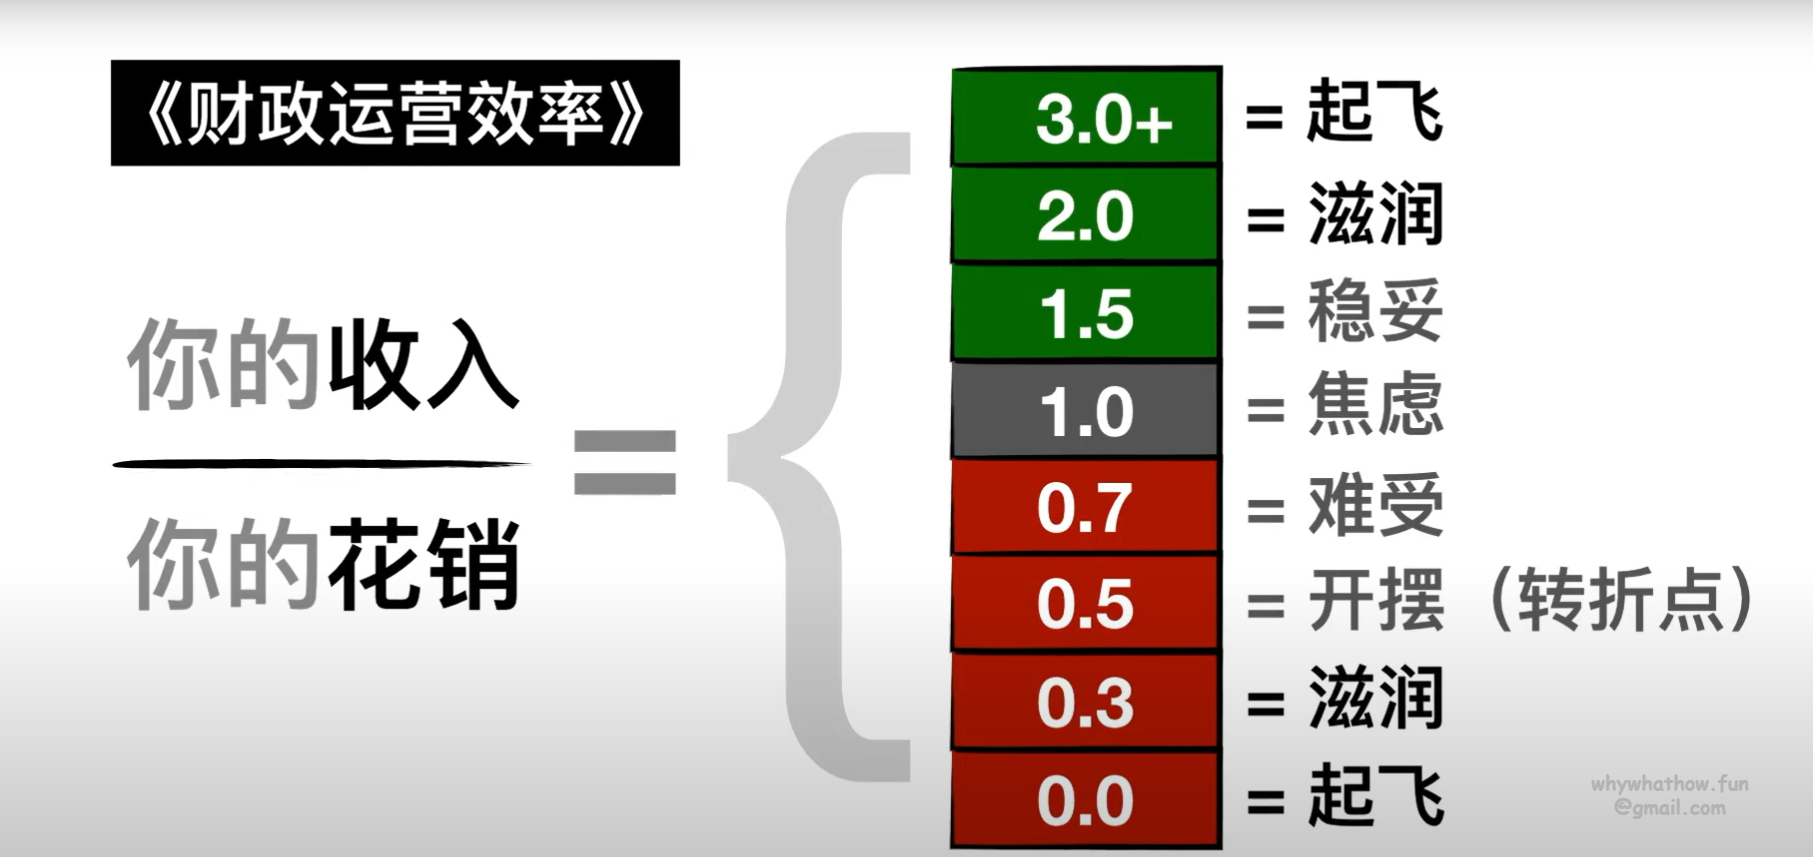 《财政运营效率》
你的收入
你的花销
=
{
3.0+ = 起飞
2.0 = 滋润
1.5 = 稳妥
1.0 = 焦虑
0.7 = 难受
0.5 = 开摆（转折点）
0.3 = 滋润
0.0 = 起飞
whywhathow.fun
@gmail.com